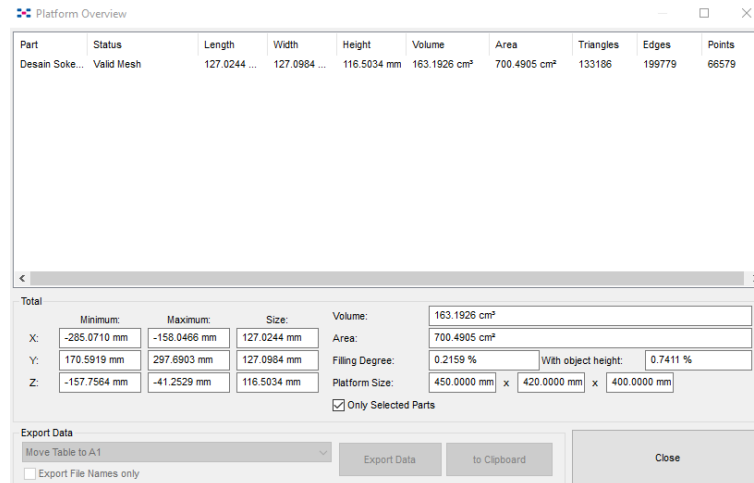 Platform Overview
Part Status Length Width Height Volume Area Triangles Edges Points
Desain Soke... Valid Mesh 127.0244 ... 127.0984 ... 116.5034 mm 163.1926 cm³ 700.4905 cm² 133186 199779 66579
Total
Minimum: Maximum: Size: Volume: 163.1926 cm³
X: -285.0710 mm -158.0466 mm 127.0244 mm Area: 700.4905 cm²
Y: 170.5919 mm 297.6903 mm 127.0984 mm Filling Degree: 0.2159 % With object height: 0.7411 %
Z: -157.7564 mm -41.2529 mm 116.5034 mm Platform Size: 450.0000 mm x 420.0000 mm x 400.0000 mm
Only Selected Parts
Export Data
Move Table to A1 Export Data to Clipboard Close
Export File Names only